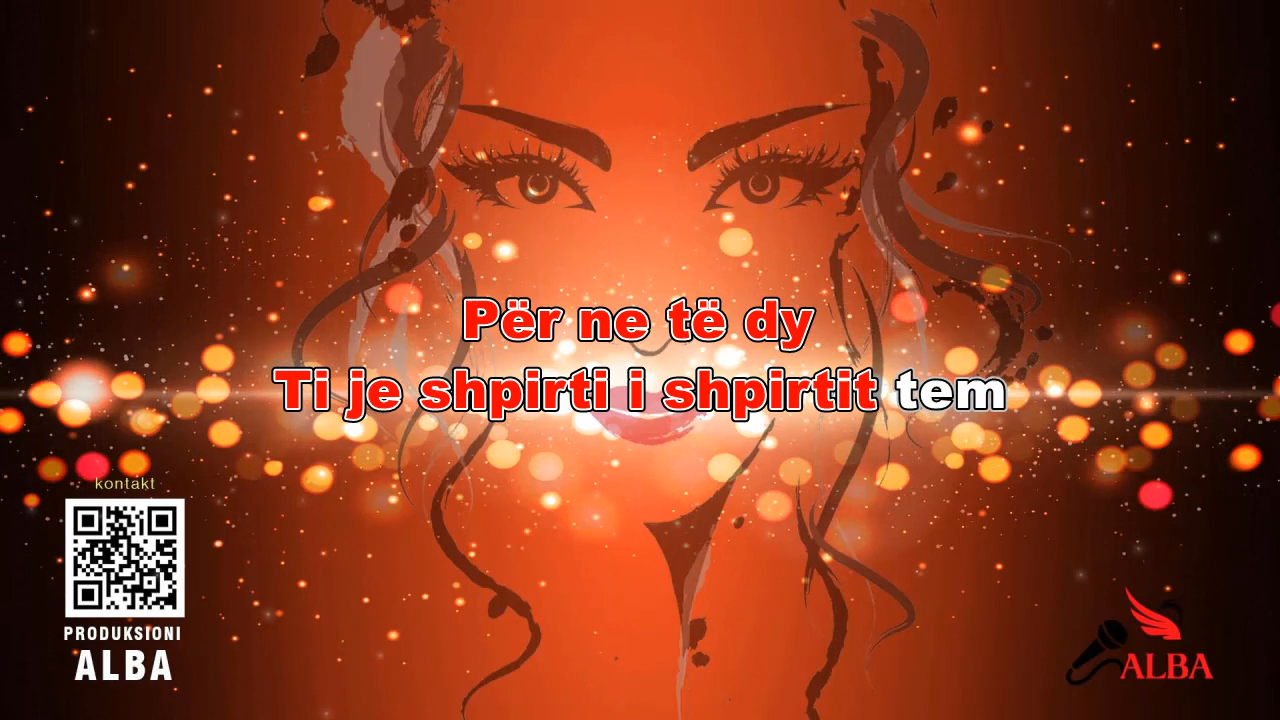 Për ne të dy
Ti je shpirti i shpirtit tem
kontakt
PRODUKSIONI
ALBA
ALBA